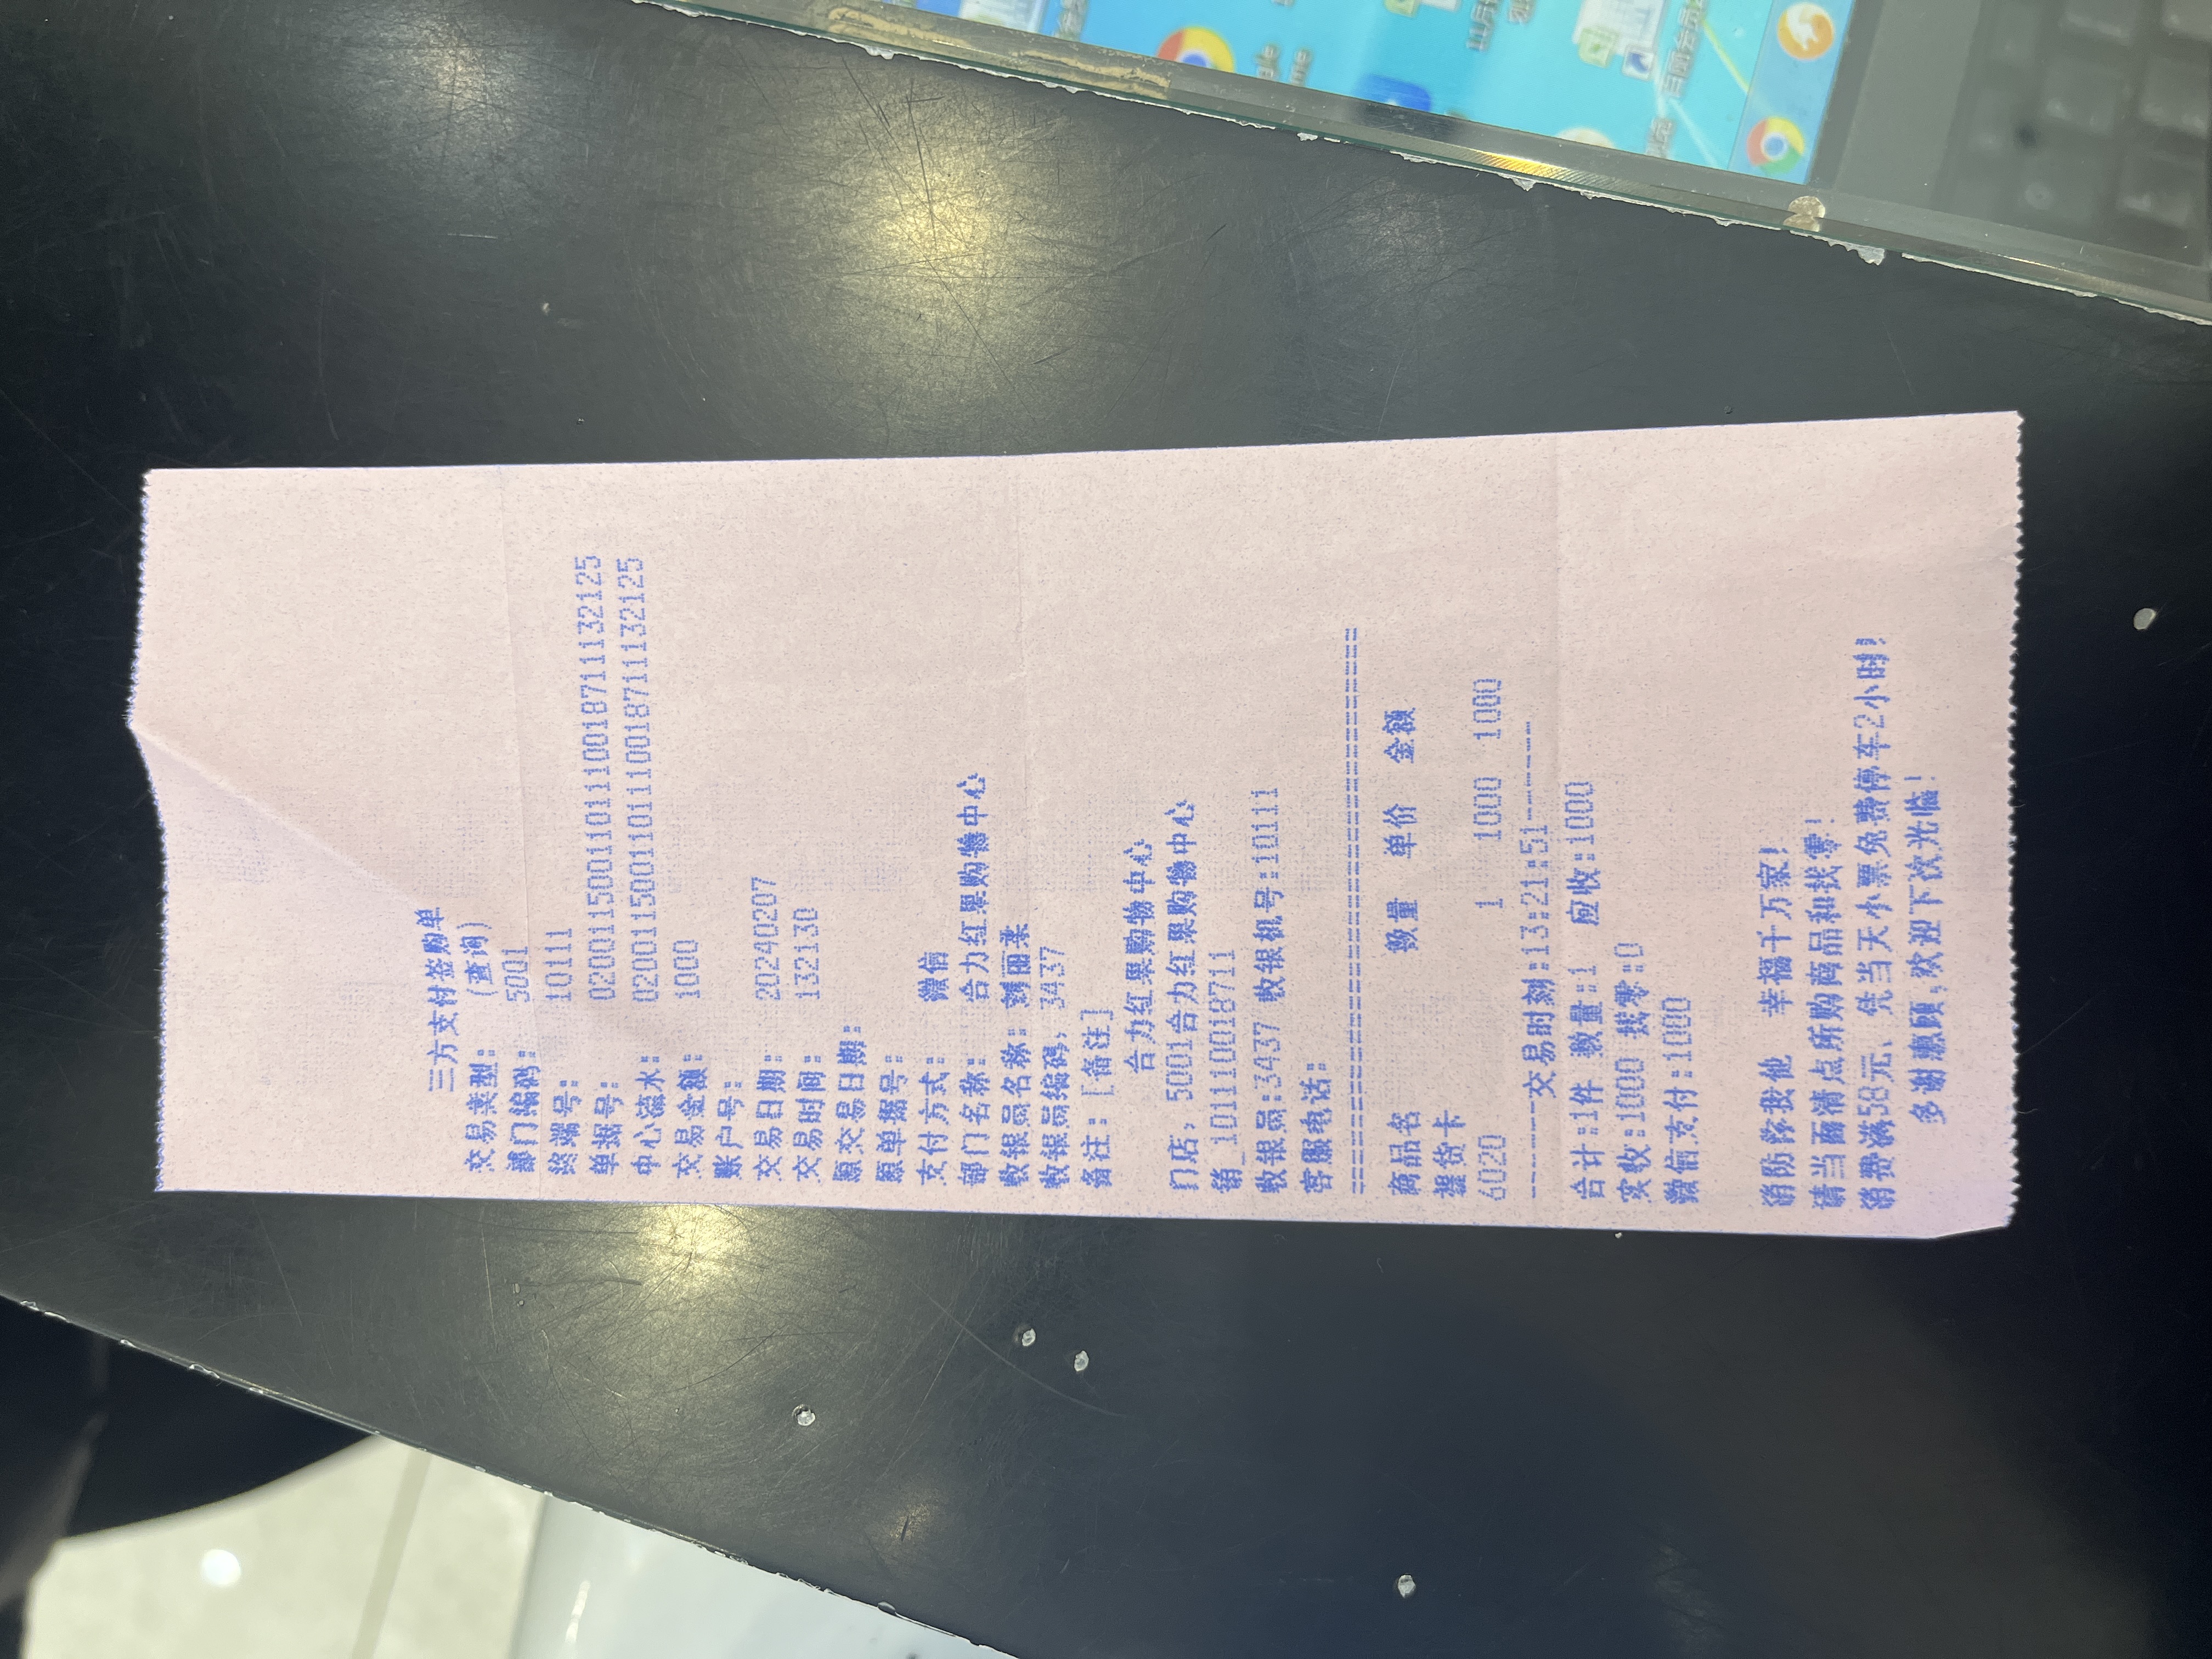 三方支付签购单
交易类型: (查询)
部门编码: 5001
终端号: 10111
单据号: 020011500110111001871113​2125
中心流水: 0200115001101110018711132125
交易金额: 1000
账户号:
交易日期: 20240207
交易时间: 132130
原交易日期:
原单据号:
支付方式: 微信
部门名称: 合力红果购物中心
收银员名称: 刘丽柔
收银员编码: 3437
备注: [备注]
合力红果购物中心
门店: 5001合力红果购物中心
销_101110018711
收银员:3437 收银机号:10111
客服电话:
================================
商品名 数量 单价 金额
提货卡
6020 1 1000 1000
------交易时刻:13:21:51------
合计:1件 数量:1 应收:1000
实收:1000 找零:0
微信支付:1000
消防你我他 幸福千万家!
请当面清点所购商品和找零!
消费满58元、凭当天小票免费停车2小时!
多谢惠顾,欢迎下次光临!